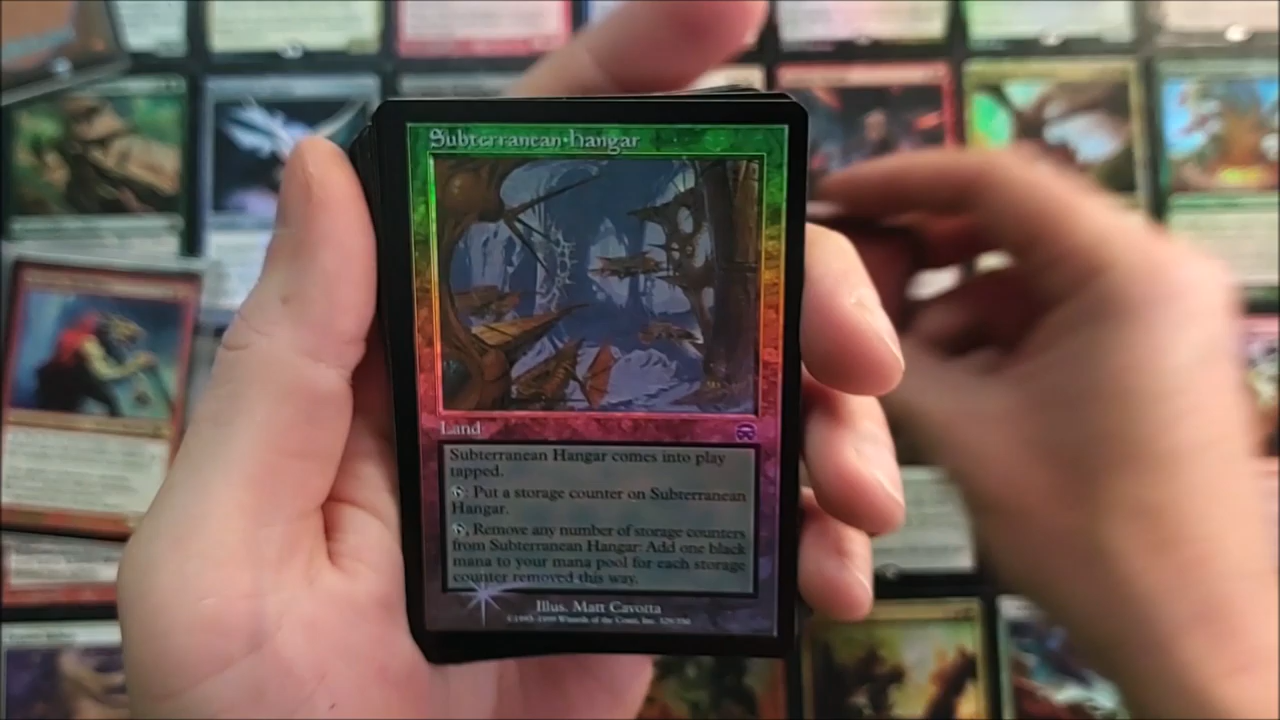 Subterranean Hangar
Land
Subterranean Hangar comes into play
tapped.
: Put a storage counter on Subterranean
Hangar.
, Remove any number of storage counters
from Subterranean Hangar: Add one black
mana to your mana pool for each storage
counter removed this way.
Illus. Matt Cavotta
©1993-1999 Wizards of the Coast, Inc.